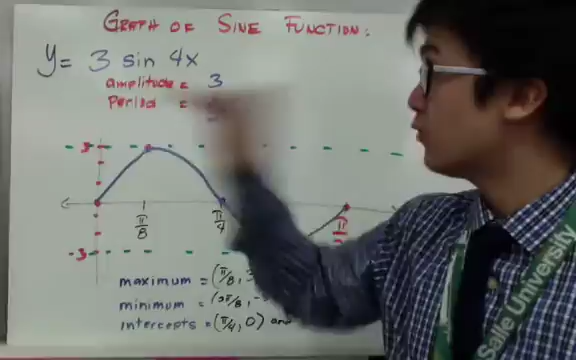 GRAPH OF SINE FUNCTION:
y = 3 sin 4x
amplitude = 3
Period =
3
π/8
π/4
-3
maximum = (π/8, 3
minimum = (3π/8, -
intercepts = (π/4, 0) and
Salle University